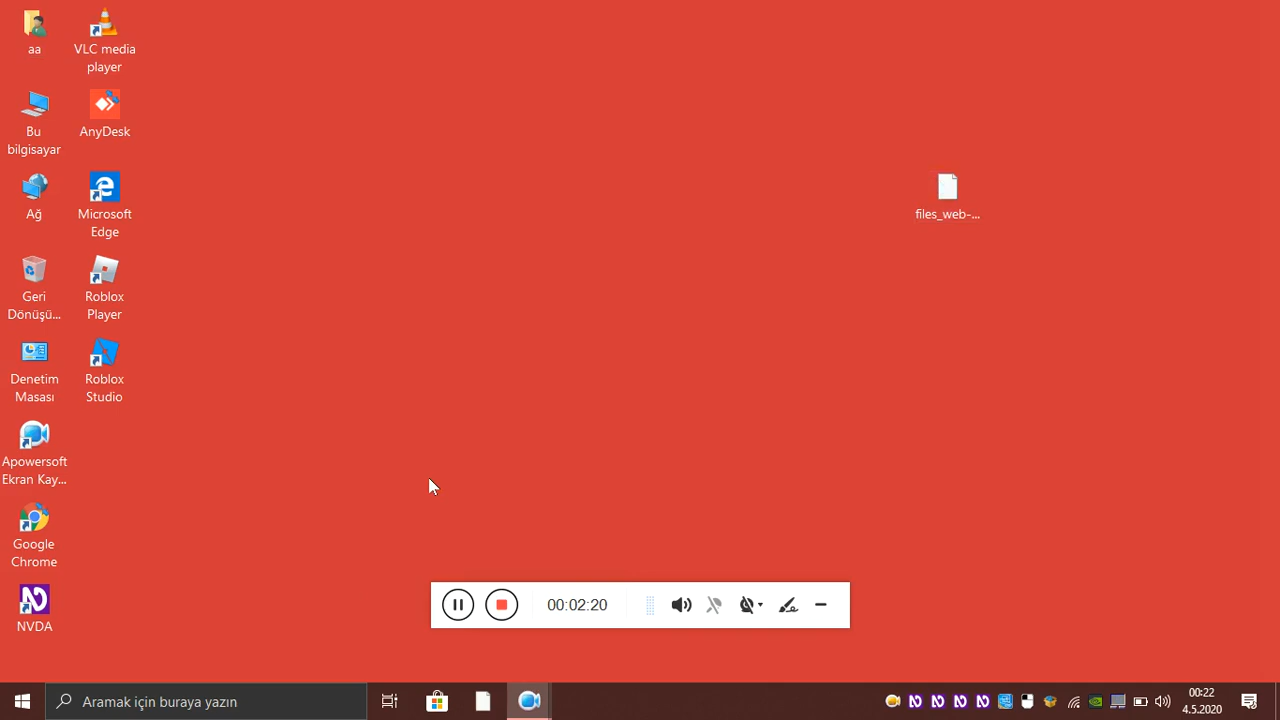 aa
VLC media
player
Bu
bilgisayar
AnyDesk
Ağ
Microsoft
Edge
files_web-...
Geri
Dönüşü...
Roblox
Player
Denetim
Masası
Roblox
Studio
Apowersoft
Ekran Kay...
Google
Chrome
NVDA
00:02:20
Aramak için buraya yazın
00:22
4.5.2020